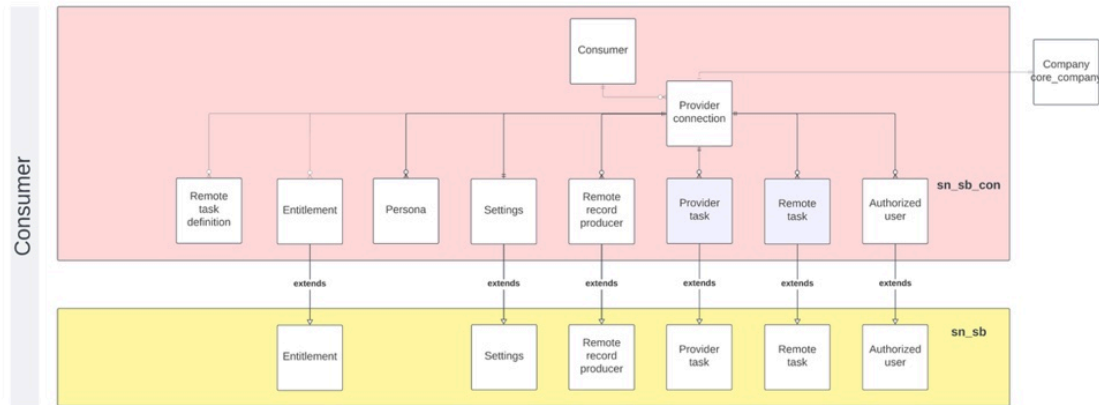 Consumer
Consumer
Company
core_company
Provider
connection
sn_sb_con
Remote
task
definition
Entitlement
Persona
Settings
Remote
record
producer
Provider
task
Remote
task
Authorized
user
extends
extends
extends
extends
extends
extends
sn_sb
Entitlement
Settings
Remote
record
producer
Provider
task
Remote
task
Authorized
user